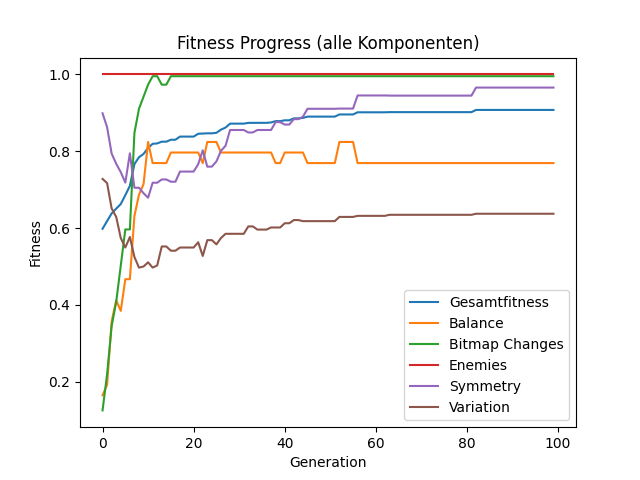 Fitness Progress (alle Komponenten)
Fitness
1.0
0.8
0.6
0.4
0.2
Gesamtfitness
Balance
Bitmap Changes
Enemies
Symmetry
Variation
0 20 40 60 80 100
Generation